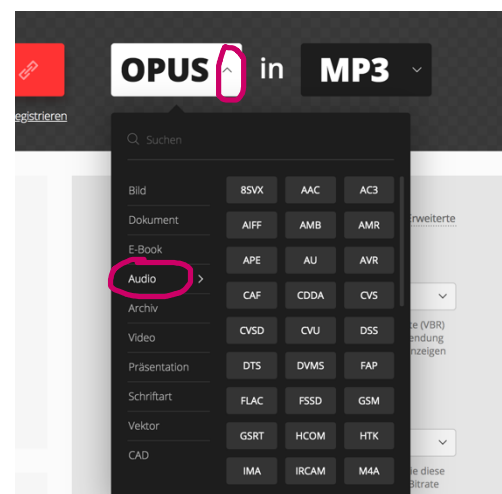 OPUS in MP3
egistrieren
Suchen
Bild
Dokument
E-Book
Audio
Archiv
Video
Präsentation
Schriftart
Vektor
CAD
8SVX AAC AC3
AIFF AMB AMR
APE AU AVR
CAF CDDA CVS
CVSD CVU DSS
DTS DVMS FAP
FLAC FSSD GSM
GSRT HCOM HTK
IMA IRCAM M4A
Erweiterte
te (VBR)
endung
nzeigen
ie diese
Bitrate